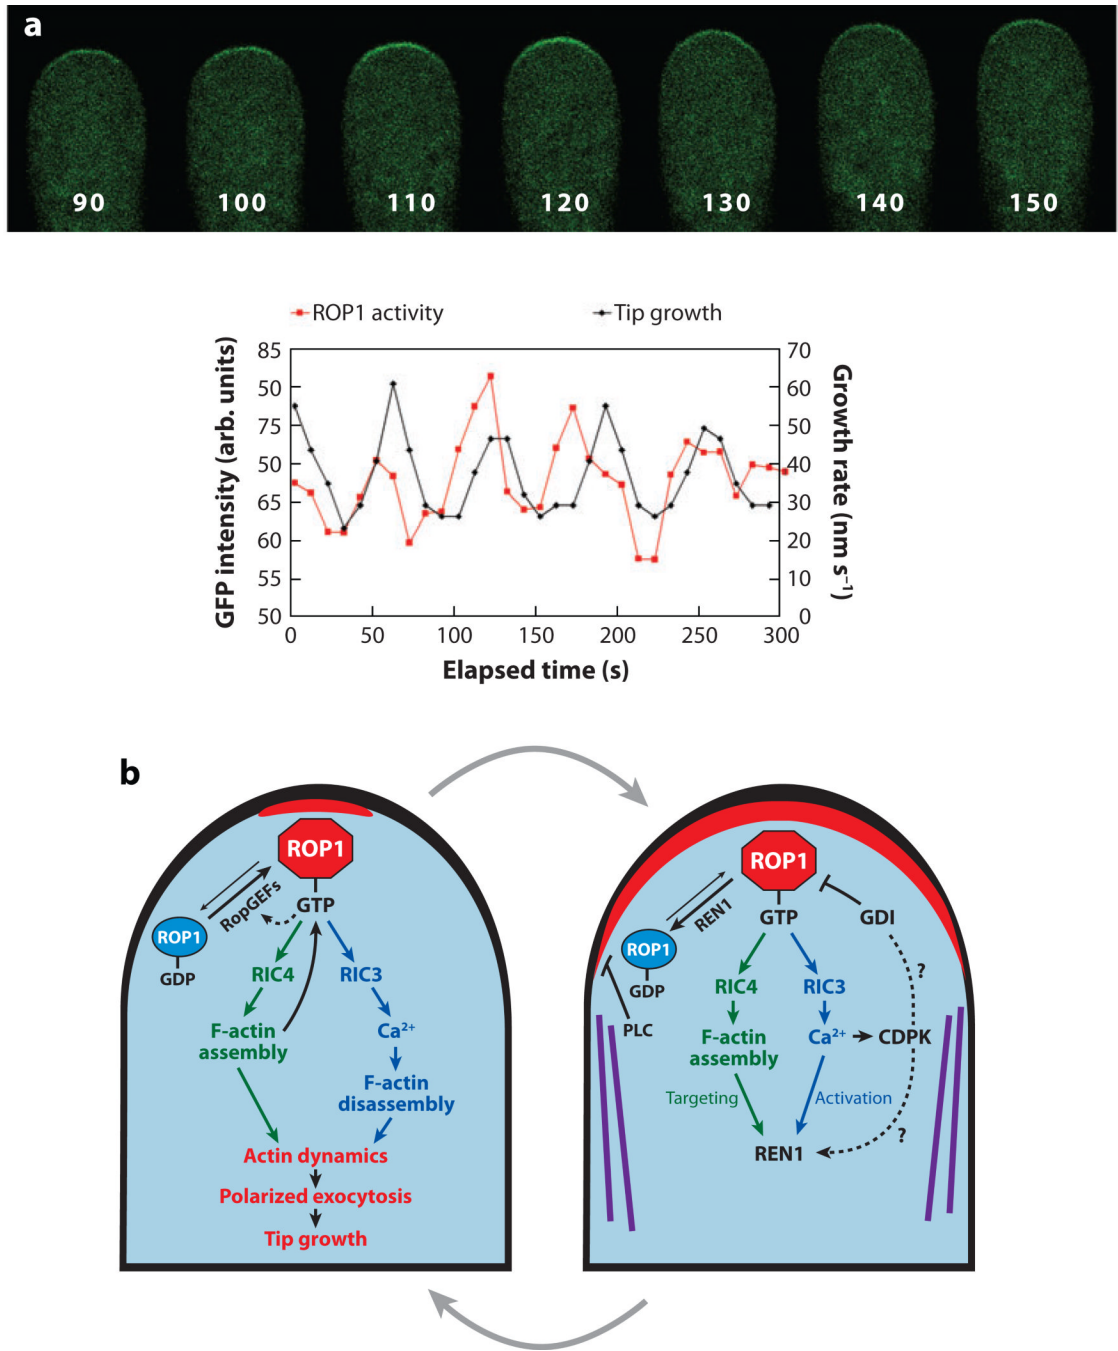 a
90 100 110 120 130 140 150
ROP1 activity Tip growth
85 70
50 60
75 50
50 40
65 30
60 20
55 10
50 0
GFP intensity (arb. units)
Growth rate (nm s⁻¹)
0 50 100 150 200 250 300
Elapsed time (s)
b
ROP1
RopGEFs
GTP
ROP1
GDP
RIC4 RIC3
F-actin
assembly
Ca²⁺
F-actin
disassembly
Actin dynamics
Polarized exocytosis
Tip growth
ROP1
REN1
GTP
GDI
ROP1
GDP
PLC
RIC4 RIC3
?
F-actin
assembly
Ca²⁺
CDPK
Targeting
Activation
?
REN1